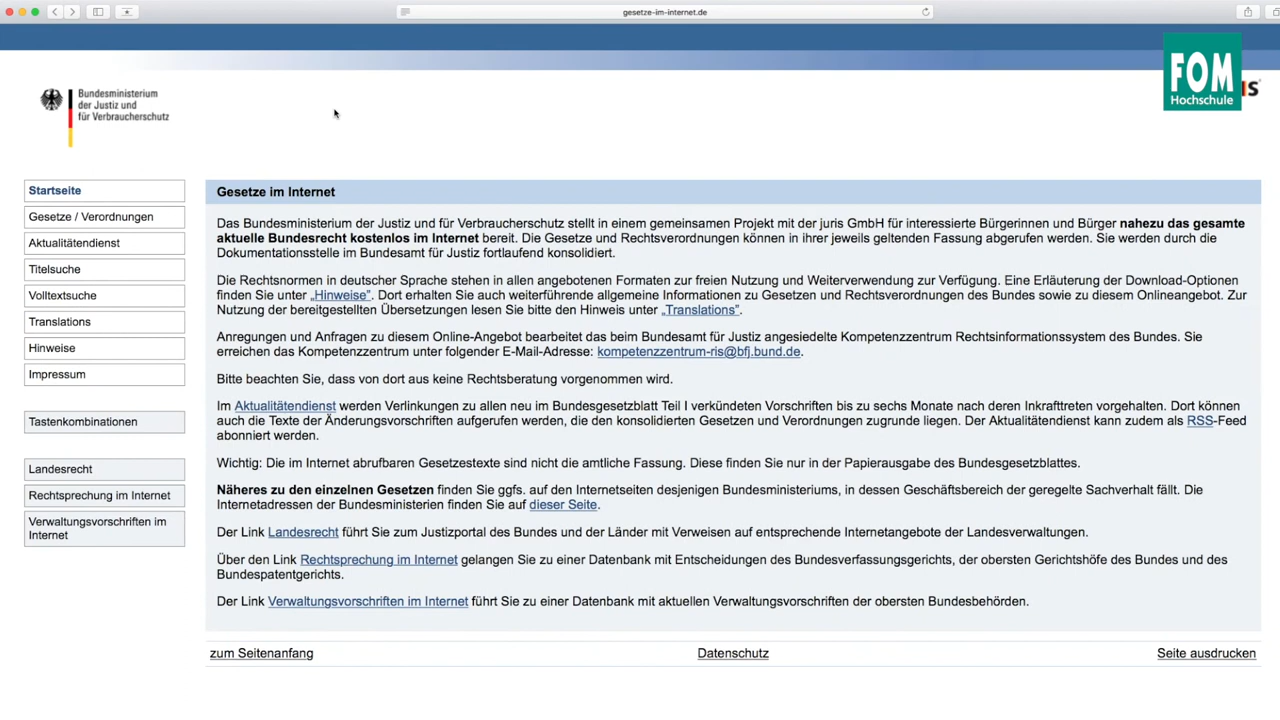 gesetze-im-internet.de
FOM
Hochschule
Bundesministerium
der Justiz und
für Verbraucherschutz
Startseite
Gesetze / Verordnungen
Aktualitätendienst
Titelsuche
Volltextsuche
Translations
Hinweise
Impressum
Tastenkombinationen
Landesrecht
Rechtsprechung im Internet
Verwaltungsvorschriften im
Internet
Gesetze im Internet
Das Bundesministerium der Justiz und für Verbraucherschutz stellt in einem gemeinsamen Projekt mit der juris GmbH für interessierte Bürgerinnen und Bürger nahezu das gesamte
aktuelle Bundesrecht kostenlos im Internet bereit. Die Gesetze und Rechtsverordnungen können in ihrer jeweils geltenden Fassung abgerufen werden. Sie werden durch die
Dokumentationsstelle im Bundesamt für Justiz fortlaufend konsolidiert.
Die Rechtsnormen in deutscher Sprache stehen in allen angebotenen Formaten zur freien Nutzung und Weiterverwendung zur Verfügung. Eine Erläuterung der Download-Optionen
finden Sie unter „Hinweise”. Dort erhalten Sie auch weiterführende allgemeine Informationen zu Gesetzen und Rechtsverordnungen des Bundes sowie zu diesem Onlineangebot. Zur
Nutzung der bereitgestellten Übersetzungen lesen Sie bitte den Hinweis unter „Translations”.
Anregungen und Anfragen zu diesem Online-Angebot bearbeitet das beim Bundesamt für Justiz angesiedelte Kompetenzzentrum Rechtsinformationssystem des Bundes. Sie
erreichen das Kompetenzzentrum unter folgender E-Mail-Adresse: kompetenzzentrum-ris@bfj.bund.de.
Bitte beachten Sie, dass von dort aus keine Rechtsberatung vorgenommen wird.
Im Aktualitätendienst werden Verlinkungen zu allen neu im Bundesgesetzblatt Teil I verkündeten Vorschriften bis zu sechs Monate nach deren Inkrafttreten vorgehalten. Dort können
auch die Texte der Änderungsvorschriften aufgerufen werden, die den konsolidierten Gesetzen und Verordnungen zugrunde liegen. Der Aktualitätendienst kann zudem als RSS-Feed
abonniert werden.
Wichtig: Die im Internet abrufbaren Gesetzestexte sind nicht die amtliche Fassung. Diese finden Sie nur in der Papierausgabe des Bundesgesetzblattes.
Näheres zu den einzelnen Gesetzen finden Sie ggfs. auf den Internetseiten desjenigen Bundesministeriums, in dessen Geschäftsbereich der geregelte Sachverhalt fällt. Die
Internetadressen der Bundesministerien finden Sie auf dieser Seite.
Der Link Landesrecht führt Sie zum Justizportal des Bundes und der Länder mit Verweisen auf entsprechende Internetangebote der Landesverwaltungen.
Über den Link Rechtsprechung im Internet gelangen Sie zu einer Datenbank mit Entscheidungen des Bundesverfassungsgerichts, der obersten Gerichtshöfe des Bundes und des
Bundespatentgerichts.
Der Link Verwaltungsvorschriften im Internet führt Sie zu einer Datenbank mit aktuellen Verwaltungsvorschriften der obersten Bundesbehörden.
zum Seitenanfang
Datenschutz
Seite ausdrucken